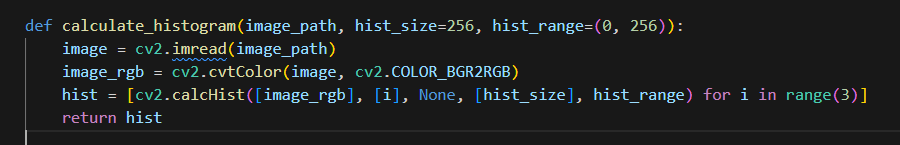 def calculate_histogram(image_path, hist_size=256, hist_range=(0, 256)):
    image = cv2.imread(image_path)
    image_rgb = cv2.cvtColor(image, cv2.COLOR_BGR2RGB)
    hist = [cv2.calcHist([image_rgb], [i], None, [hist_size], hist_range) for i in range(3)]
    return hist